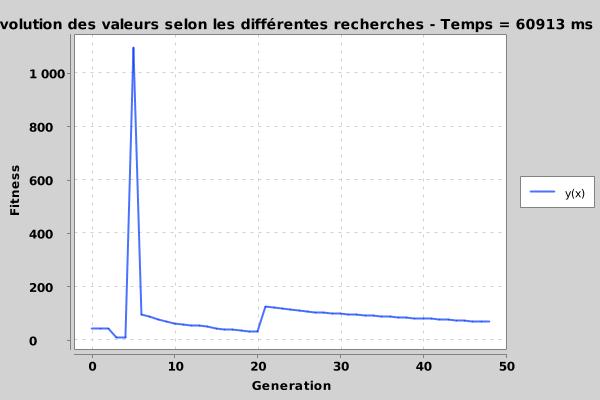 volution des valeurs selon les différentes recherches - Temps = 60913 ms
1 000
800
600
400
200
0
Fitness
0 10 20 30 40 50
Generation
y(x)